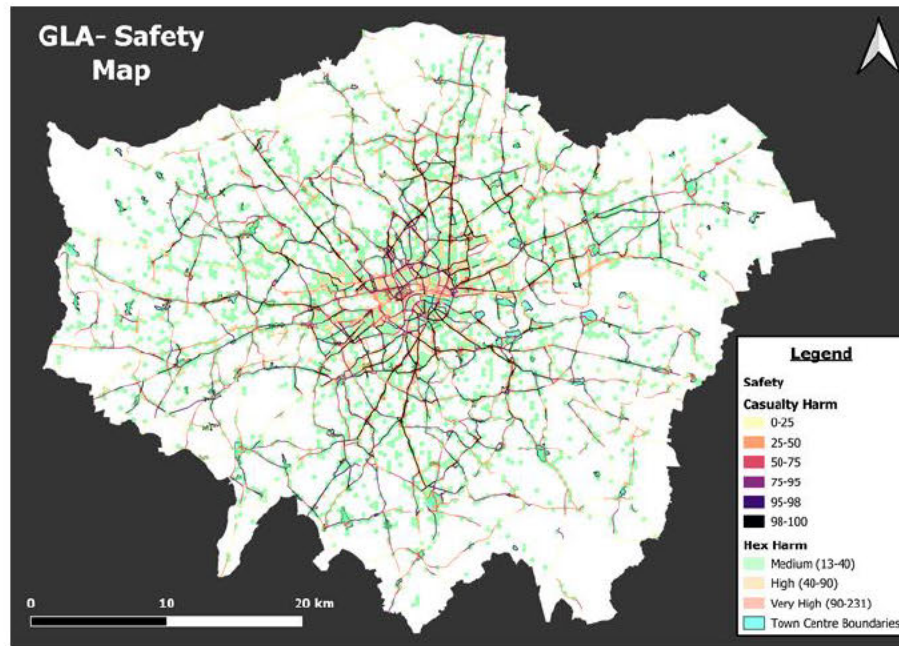 GLA- Safety
Map
Legend
Safety
Casualty Harm
0-25
25-50
50-75
75-95
95-98
98-100
Hex Harm
Medium (13-40)
High (40-90)
Very High (90-231)
Town Centre Boundaries
0 10 20 km